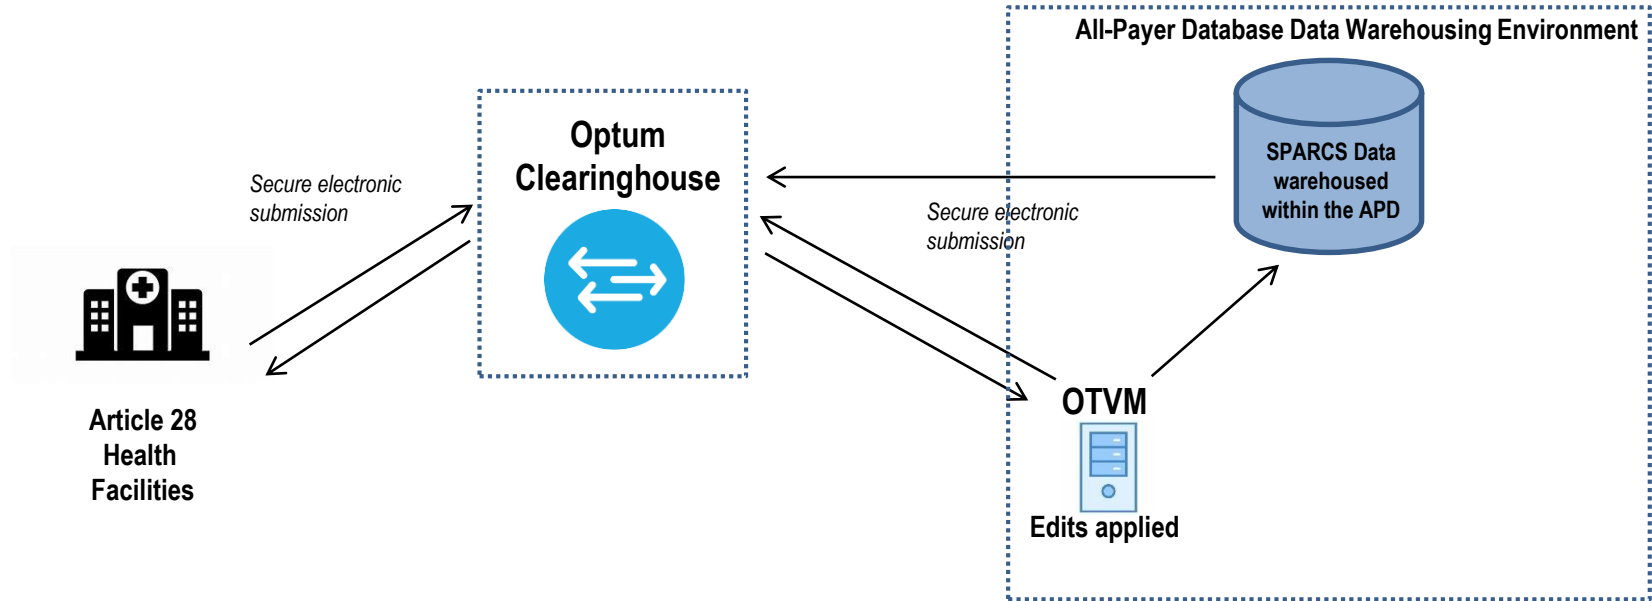 All-Payer Database Data Warehousing Environment
Optum
Clearinghouse
SPARCS Data
warehoused
within the APD
Secure electronic
submission
Secure electronic
submission
Article 28
Health
Facilities
OTVM
Edits applied